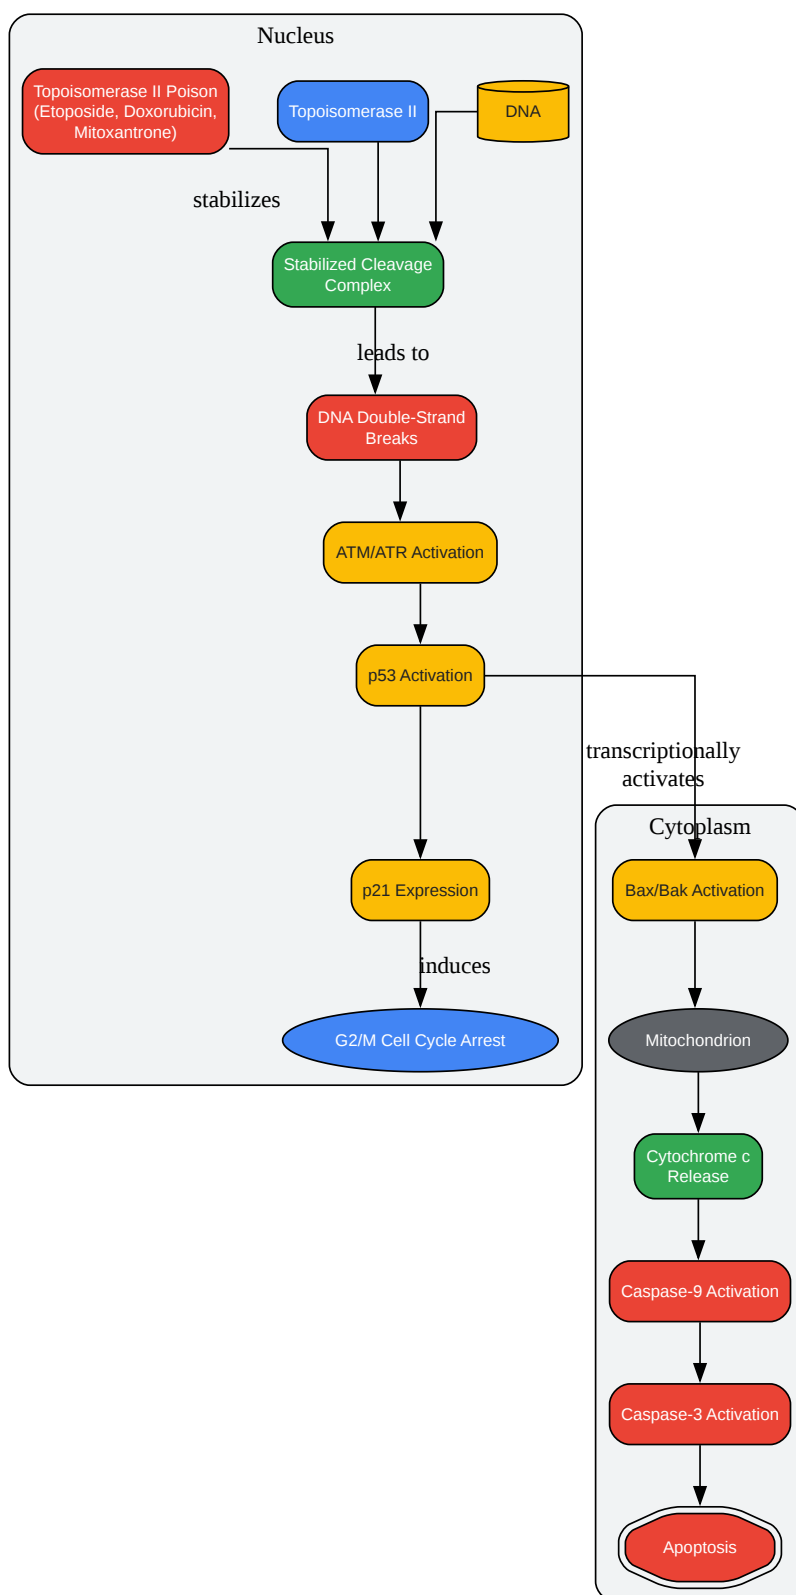 Nucleus
Topoisomerase II Poison
(Etoposide, Doxorubicin,
Mitoxantrone)
Topoisomerase II
DNA
stabilizes
Stabilized Cleavage
Complex
leads to
DNA Double-Strand
Breaks
ATM/ATR Activation
p53 Activation
transcriptionally
activates
Cytoplasm
p21 Expression
Bax/Bak Activation
induces
G2/M Cell Cycle Arrest
Mitochondrion
Cytochrome c
Release
Caspase-9 Activation
Caspase-3 Activation
Apoptosis